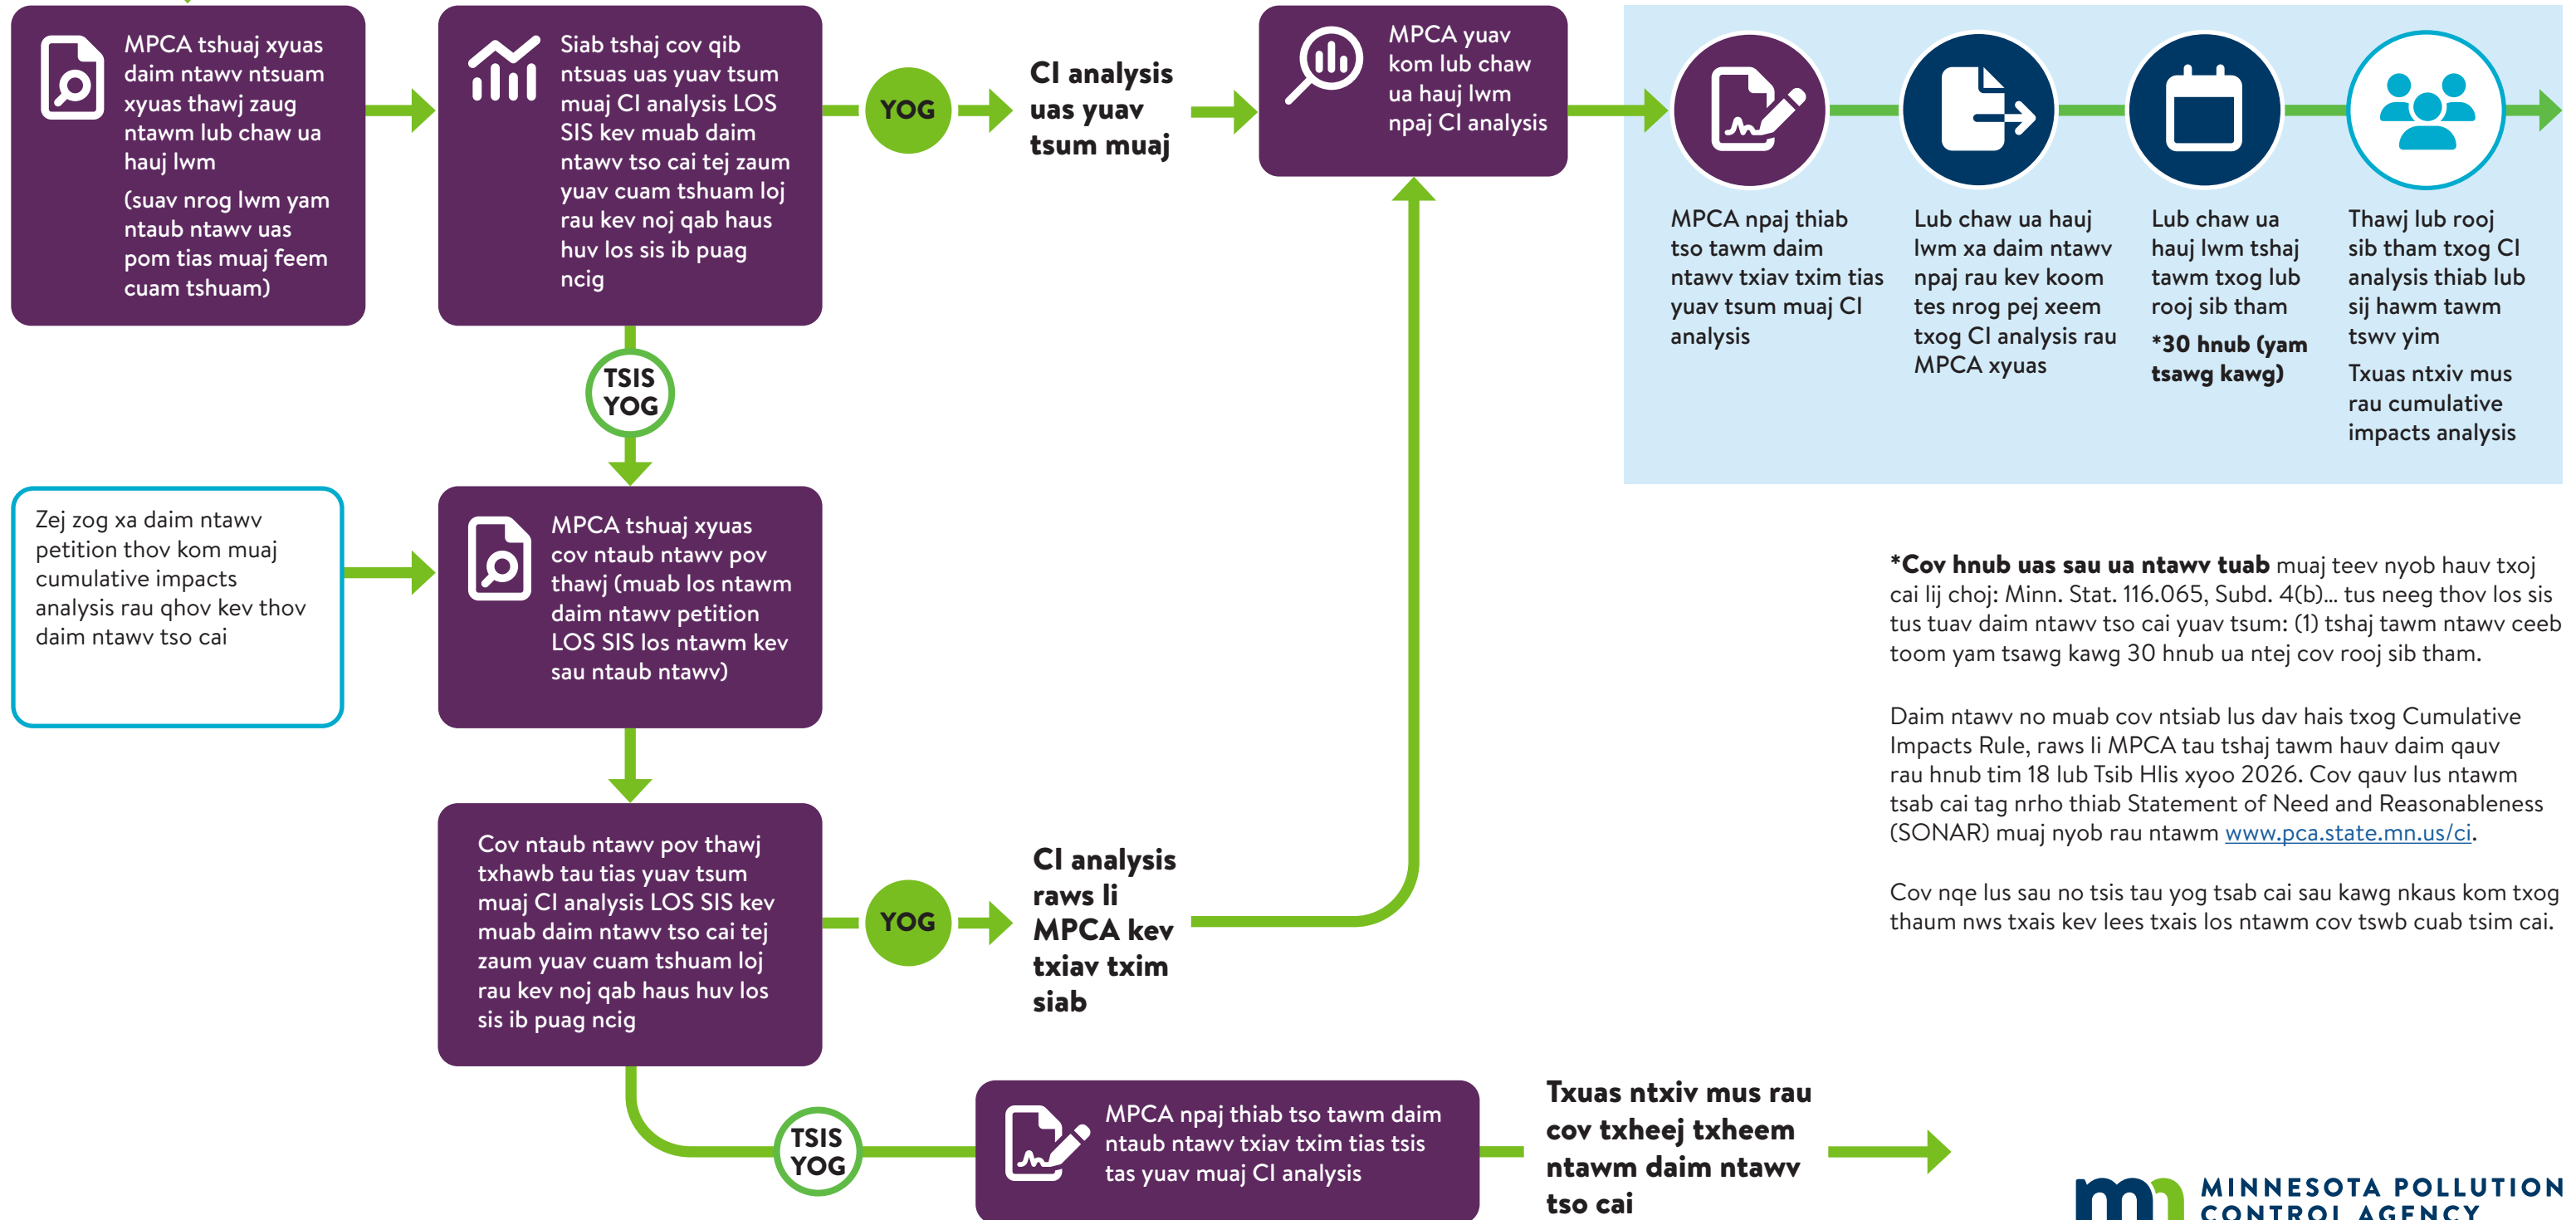 MPCA tshuaj xyuas
daim ntawv ntsuam
xyuas thawj zaug
ntawm lub chaw ua
hauj lwm
(suav nrog lwm yam
ntaub ntawv uas
pom tias muaj feem
cuam tshuam)
Siab tshaj cov qib
ntsuas uas yuav tsum
muaj CI analysis LOS
SIS kev muab daim
ntawv tso cai tej zaum
yuav cuam tshuam loj
rau kev noj qab haus
huv los sis ib puag
ncig
YOG
CI analysis
uas yuav
tsum muaj
MPCA yuav
kom lub chaw
ua hauj lwm
npaj CI analysis
MPCA npaj thiab
tso tawm daim
ntawv txiav txim tias
yuav tsum muaj CI
analysis
Lub chaw ua hauj
lwm xa daim ntawv
npaj rau kev koom
tes nrog pej xeem
txog CI analysis rau
MPCA xyuas
Lub chaw ua
hauj lwm tshaj
tawm txog lub
rooj sib tham
*30 hnub (yam
tsawg kawg)
Thawj lub rooj
sib tham txog CI
analysis thiab lub
sij hawm tawm
tswv yim
Txuas ntxiv mus
rau cumulative
impacts analysis
TSIS
YOG
Zej zog xa daim ntawv
petition thov kom muaj
cumulative impacts
analysis rau qhov kev thov
daim ntawv tso cai
MPCA tshuaj xyuas
cov ntaub ntawv pov
thawj (muab los ntawm
daim ntawv petition
LOS SIS los ntawm kev
sau ntaub ntawv)
*Cov hnub uas sau ua ntawv tuab muaj teev nyob hauv txoj
cai lij choj: Minn. Stat. 116.065, Subd. 4(b)... tus neeg thov los sis
tus tuav daim ntawv tso cai yuav tsum: (1) tshaj tawm ntawv ceeb
toom yam tsawg kawg 30 hnub ua ntej cov rooj sib tham.
Daim ntawv no muab cov ntsiab lus dav hais txog Cumulative
Impacts Rule, raws li MPCA tau tshaj tawm hauv daim qauv
rau hnub tim 18 lub Tsib Hlis xyoo 2026. Cov qauv lus ntawm
tsab cai tag nrho thiab Statement of Need and Reasonableness
(SONAR) muaj nyob rau ntawm www.pca.state.mn.us/ci.
Cov nqe lus sau no tsis tau yog tsab cai sau kawg nkaus kom txog
thaum nws txais kev lees txais los ntawm cov tswb cuab tsim cai.
Cov ntaub ntawv pov thawj
txhawb tau tias yuav tsum
muaj CI analysis LOS SIS kev
muab daim ntawv tso cai tej
zaum yuav cuam tshuam loj
rau kev noj qab haus huv los
sis ib puag ncig
YOG
CI analysis
raws li
MPCA kev
txiav txim
siab
TSIS
YOG
MPCA npaj thiab tso tawm daim
ntaub ntawv txiav txim tias tsis
tas yuav muaj CI analysis
Txuas ntxiv mus rau
cov txheej txheem
ntawm daim ntawv
tso cai
MINNESOTA POLLUTION
CONTROL AGENCY